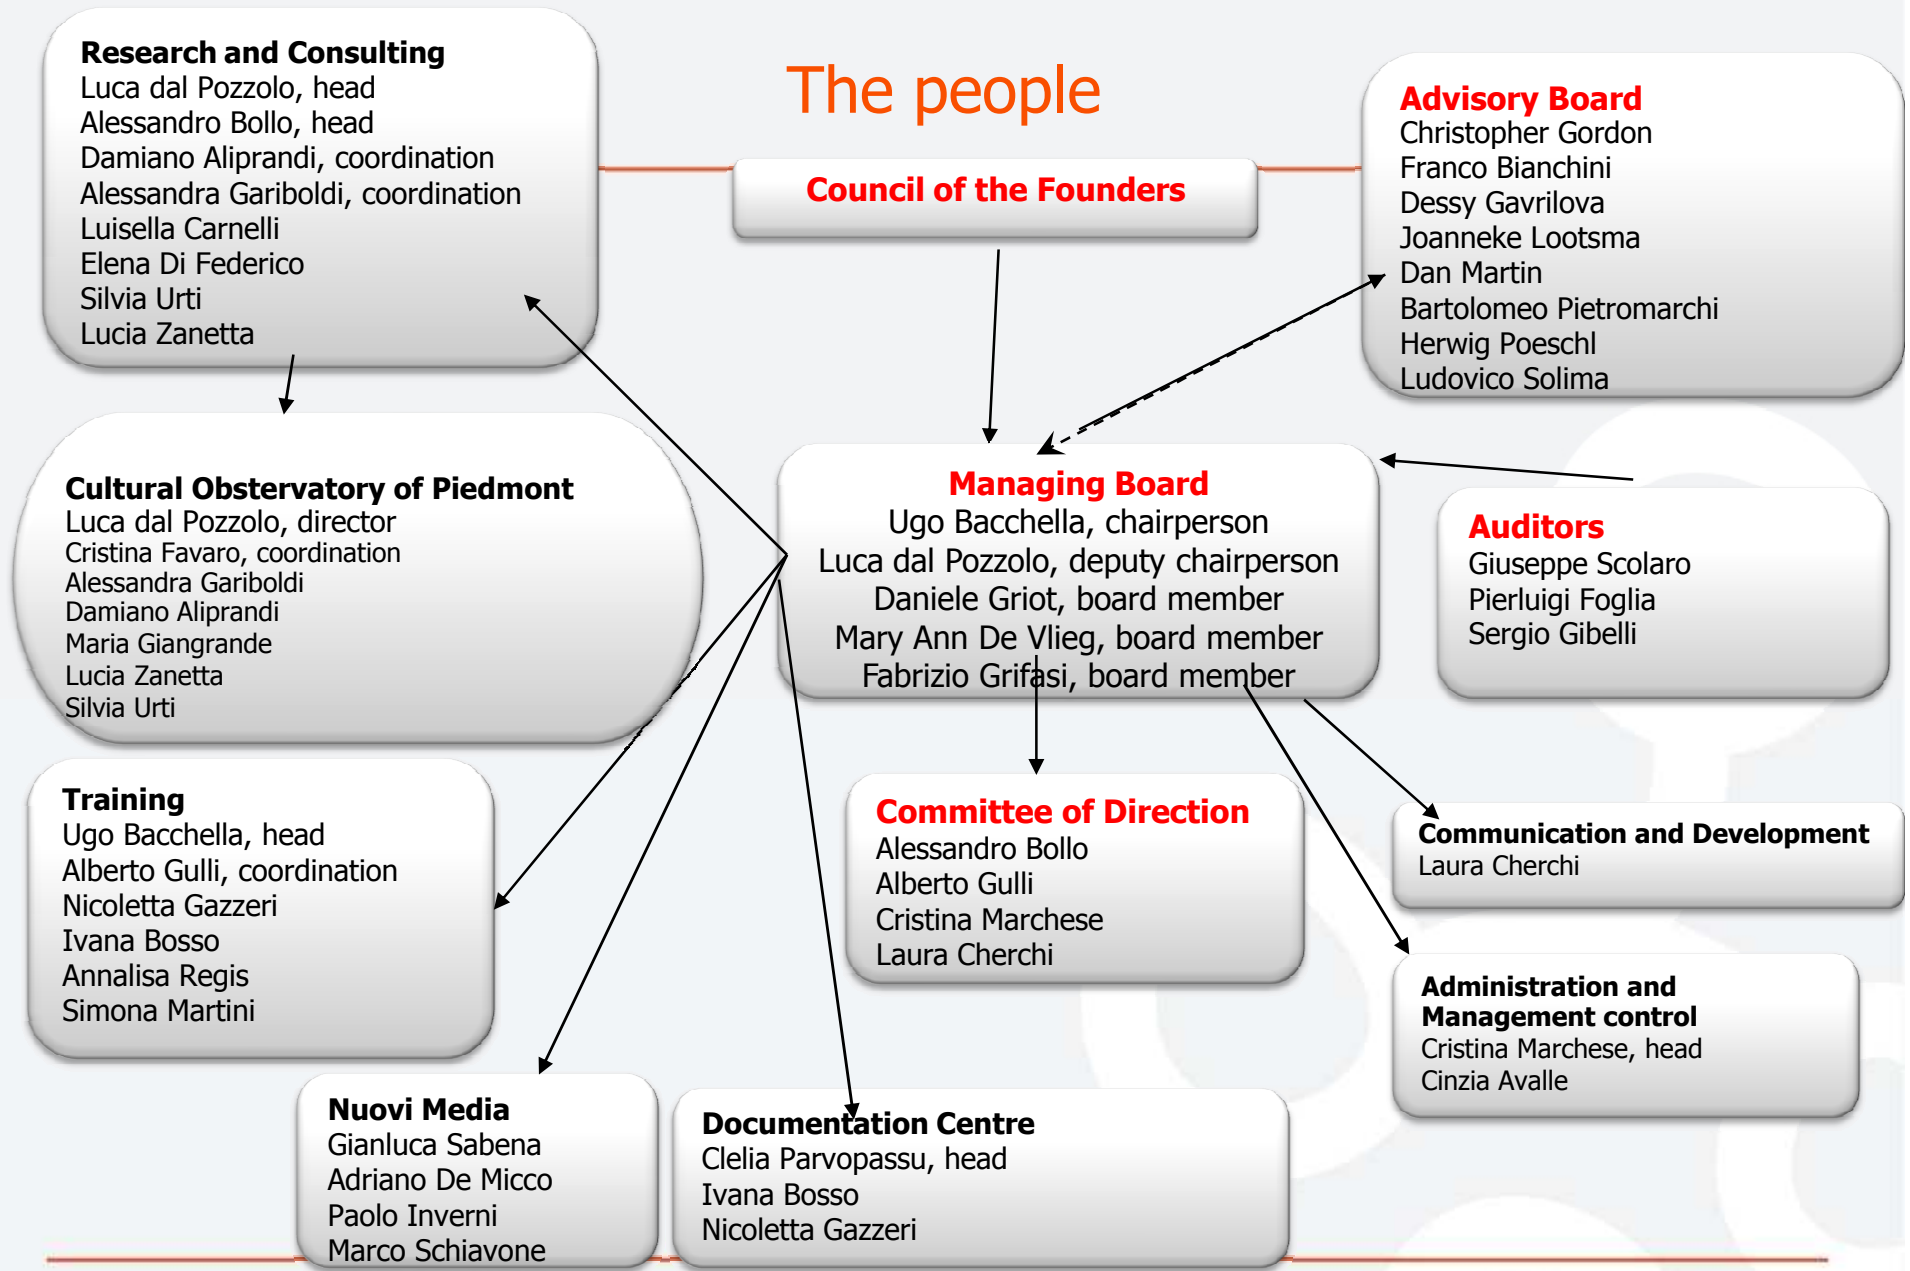 The people
Research and Consulting
Luca dal Pozzolo, head
Alessandro Bollo, head
Damiano Aliprandi, coordination
Alessandra Gariboldi, coordination
Luisella Carnelli
Elena Di Federico
Silvia Urti
Lucia Zanetta
Council of the Founders
Advisory Board
Christopher Gordon
Franco Bianchini
Dessy Gavrilova
Joanneke Lootsma
Dan Martin
Bartolomeo Pietromarchi
Herwig Poeschl
Ludovico Solima
Cultural Obstervatory of Piedmont
Luca dal Pozzolo, director
Cristina Favaro, coordination
Alessandra Gariboldi
Damiano Aliprandi
Maria Giangrande
Lucia Zanetta
Silvia Urti
Managing Board
Ugo Bacchella, chairperson
Luca dal Pozzolo, deputy chairperson
Daniele Griot, board member
Mary Ann De Vlieg, board member
Fabrizio Grifasi, board member
Auditors
Giuseppe Scolaro
Pierluigi Foglia
Sergio Gibelli
Training
Ugo Bacchella, head
Alberto Gulli, coordination
Nicoletta Gazzeri
Ivana Bosso
Annalisa Regis
Simona Martini
Committee of Direction
Alessandro Bollo
Alberto Gulli
Cristina Marchese
Laura Cherchi
Communication and Development
Laura Cherchi
Administration and
Management control
Cristina Marchese, head
Cinzia Avalle
Nuovi Media
Gianluca Sabena
Adriano De Micco
Paolo Inverni
Marco Schiavone
Documentation Centre
Clelia Parvopassu, head
Ivana Bosso
Nicoletta Gazzeri